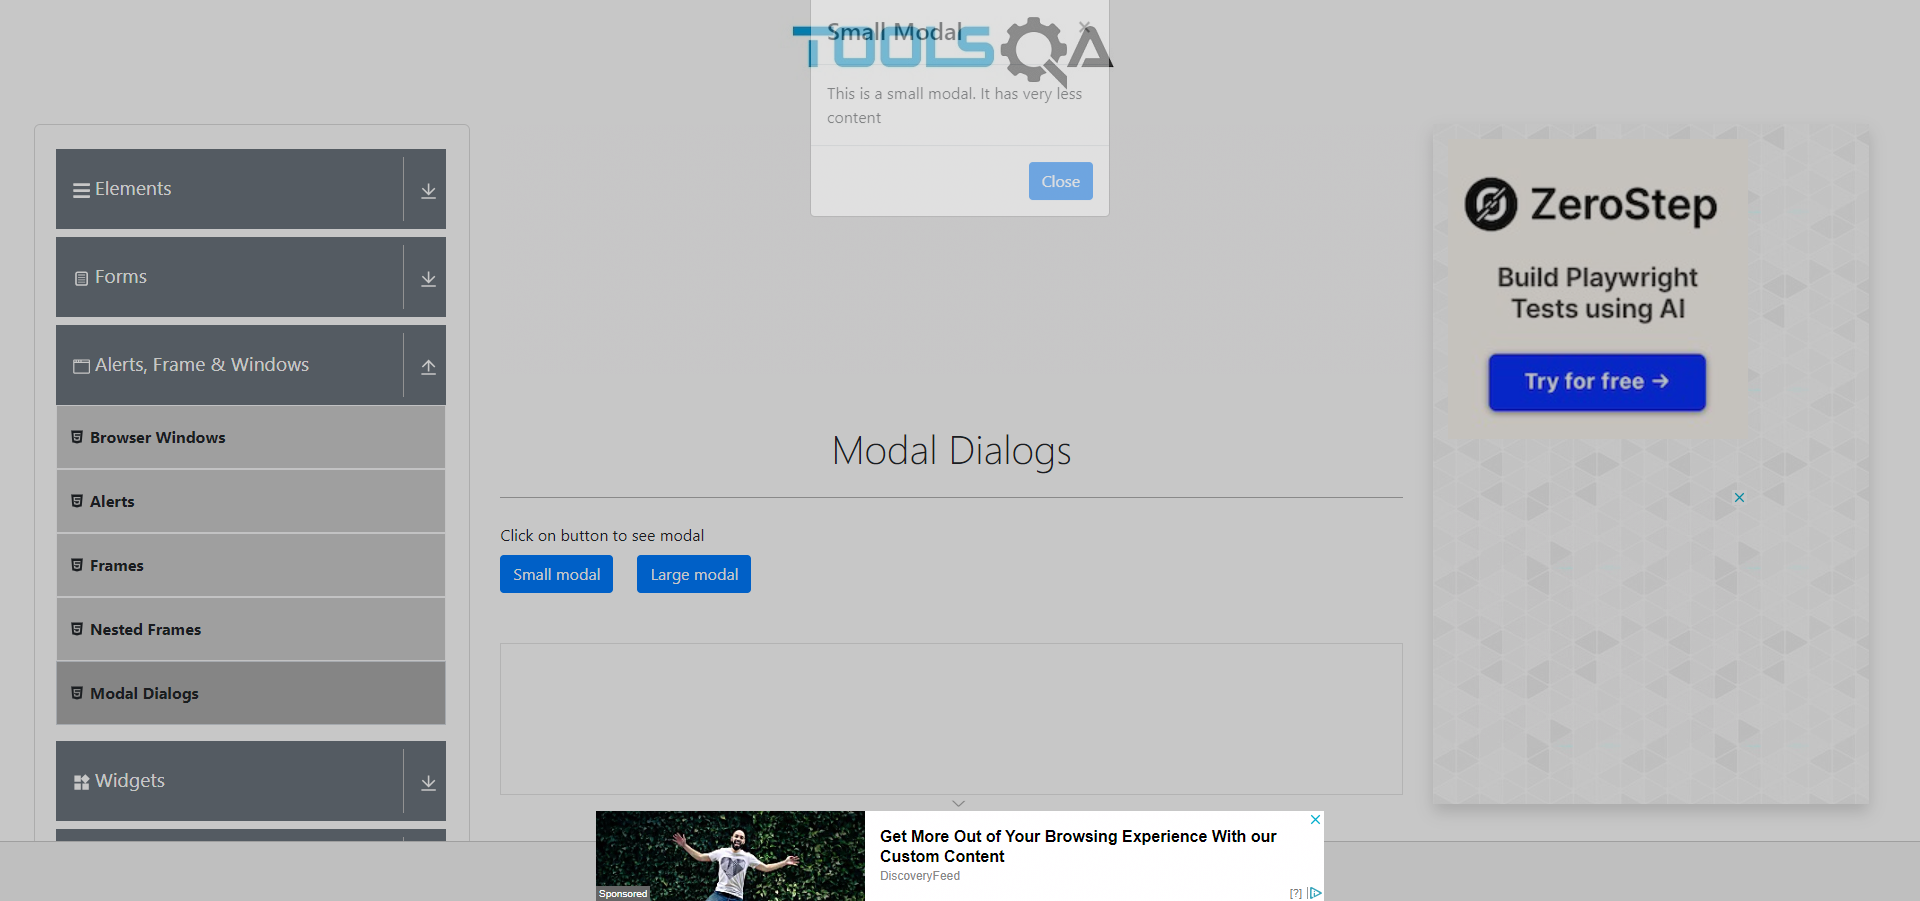 TOOLSQA
Small Modal
×
This is a small modal. It has very less
content
Close
Elements
Forms
Alerts, Frame & Windows
Browser Windows
Alerts
Frames
Nested Frames
Modal Dialogs
Widgets
Modal Dialogs
Click on button to see modal
Small modal
Large modal
ZeroStep
Build Playwright
Tests using AI
Try for free →
Get More Out of Your Browsing Experience With our
Custom Content
DiscoveryFeed
Sponsored
[?]